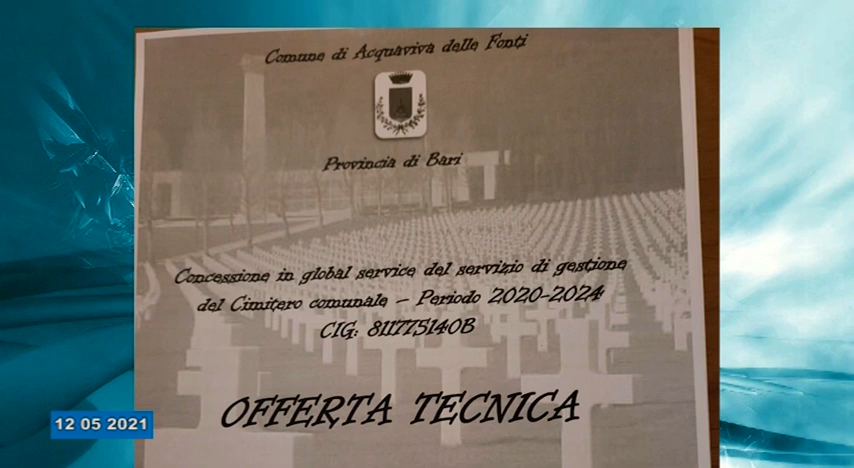 Comune di Acquaviva delle Fonti
Provincia di Bari
Concessione in global service del servizio di gestione
del Cimitero comunale – Periodo 2020-2024
CIG: 811775140B
OFFERTA TECNICA
12 05 2021